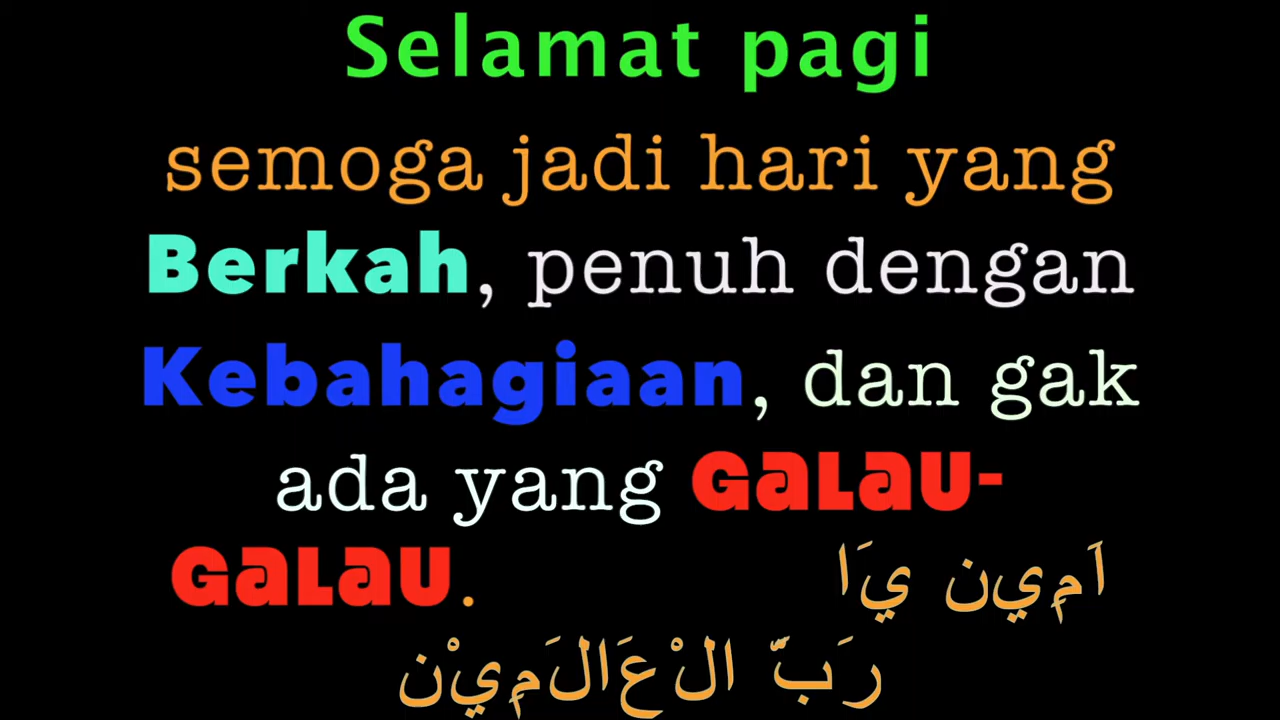 Selamat pagi
semoga jadi hari yang
Berkah, penuh dengan
Kebahagiaan, dan gak
ada yang GALAU-
GALAU. اَمِين يَا
رَبّ الْعَالَمِيْن